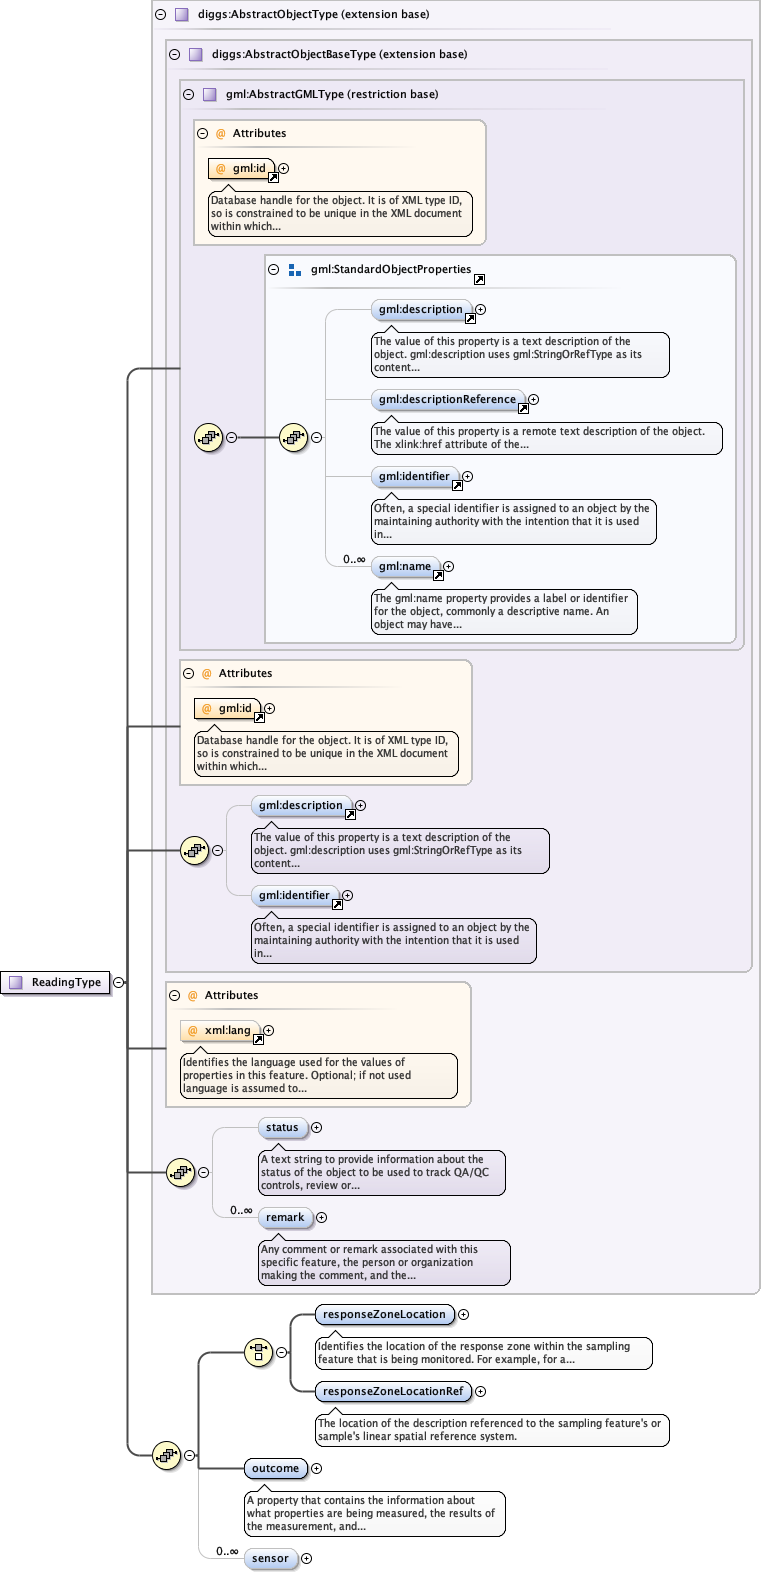 diggs:AbstractObjectType (extension base)
diggs:AbstractObjectBaseType (extension base)
gml:AbstractGMLType (restriction base)
@ Attributes
@ gml:id
Database handle for the object. It is of XML type ID,
so is constrained to be unique in the XML document
within which...
gml:StandardObjectProperties
gml:description
The value of this property is a text description of the
object. gml:description uses gml:StringOrRefType as its
content...
gml:descriptionReference
The value of this property is a remote text description of the object.
The xlink:href attribute of the...
gml:identifier
Often, a special identifier is assigned to an object by the
maintaining authority with the intention that it is used
in...
0..∞
gml:name
The gml:name property provides a label or identifier
for the object, commonly a descriptive name. An
object may have...
@ Attributes
@ gml:id
Database handle for the object. It is of XML type ID,
so is constrained to be unique in the XML document
within which...
gml:description
The value of this property is a text description of the
object. gml:description uses gml:StringOrRefType as its
content...
gml:identifier
Often, a special identifier is assigned to an object by the
maintaining authority with the intention that it is used
in...
ReadingType
@ Attributes
@ xml:lang
Identifies the language used for the values of
properties in this feature. Optional; if not used
language is assumed to...
status
A text string to provide information about the
status of the object to be used to track QA/QC
controls, review or...
0..∞
remark
Any comment or remark associated with this
specific feature, the person or organization
making the comment, and the...
responseZoneLocation
Identifies the location of the response zone within the sampling
feature that is being monitored. For example, for a...
responseZoneLocationRef
The location of the description referenced to the sampling feature's or
sample's linear spatial reference system.
outcome
A property that contains the information about
what properties are being measured, the results of
the measurement, and...
0..∞
sensor